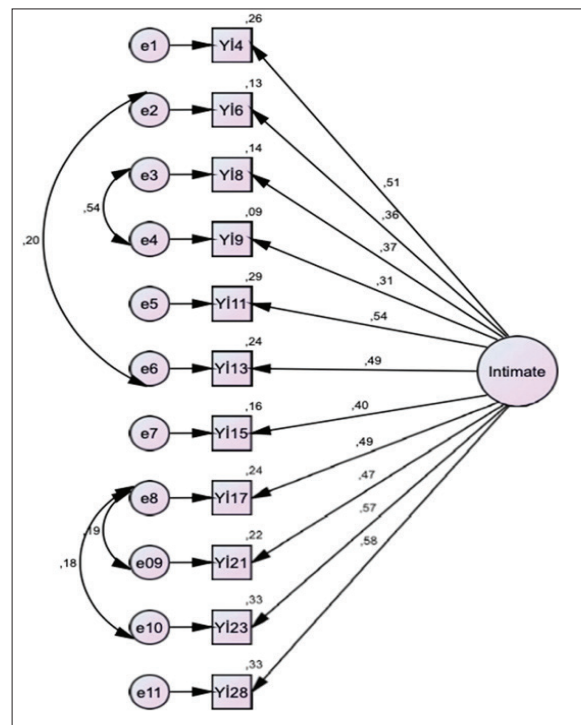 ,26
e1 Yİ4
,13
e2 Yİ6
,14
e3 Yİ8
,51
,36
,54
,09
,37
,20
e4 Yİ9
,31
,29
e5 Yİ11
,54
,24
e6 Yİ13
,49
Intimate
,16
,40
e7 Yİ15
,49
,24
e8 Yİ17
,47
,19
,22
,57
,18
e09 Yİ21
,58
,33
e10 Yİ23
,33
e11 Yİ28